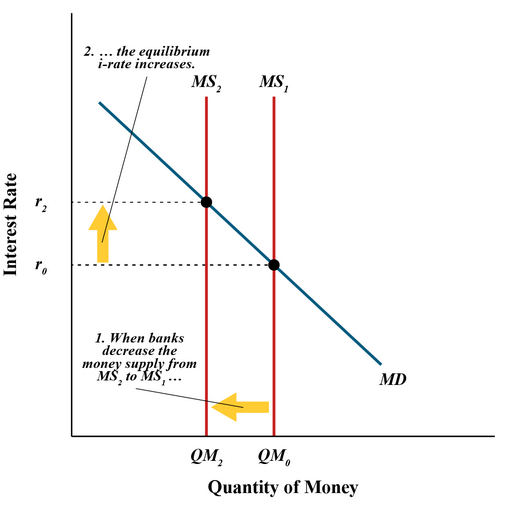 2. … the equilibrium
i-rate increases.
MS2
MS1
Interest Rate
r2
r0
1. When banks
decrease the
money supply from
MS2 to MS1 …
MD
QM2
QM0
Quantity of Money